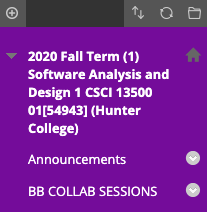 2020 Fall Term (1)
Software Analysis and
Design 1 CSCI 13500
01[54943] (Hunter
College)
Announcements
BB COLLAB SESSIONS